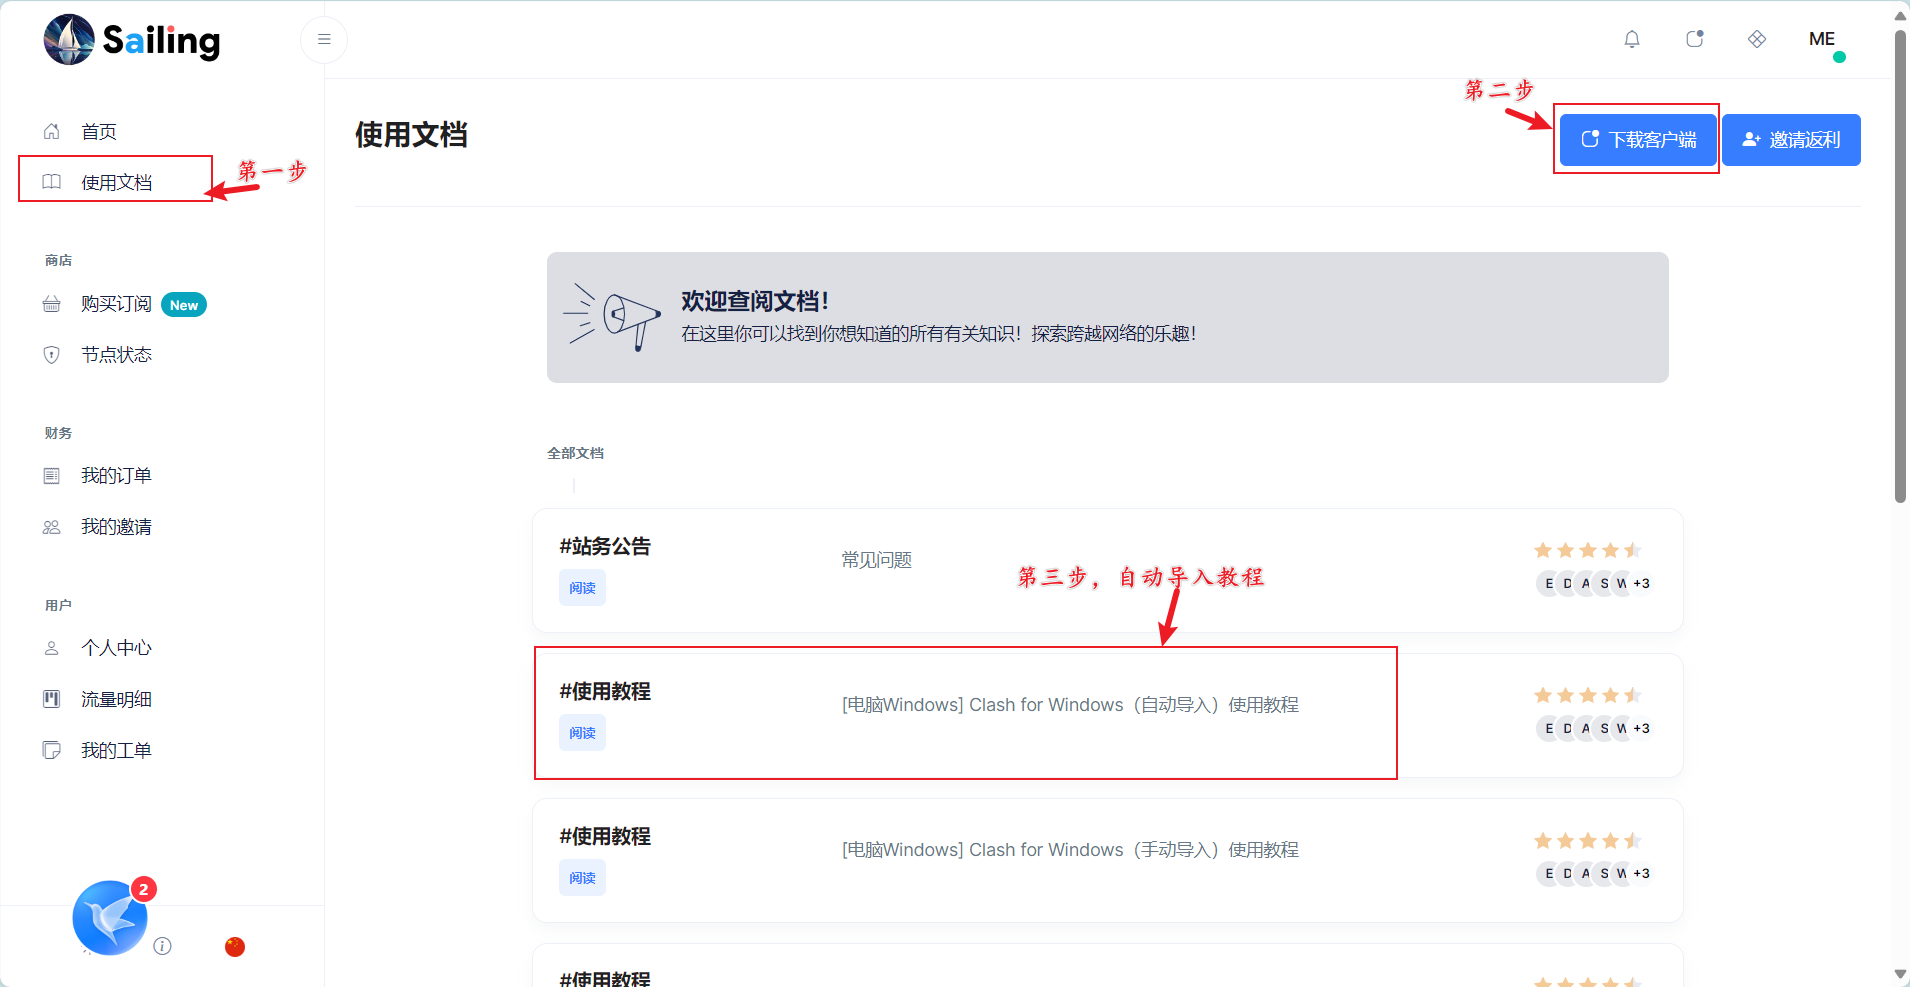 Sailing
ME
首页
使用文档
第一步
商店
购买订阅 New
节点状态
财务
我的订单
我的邀请
用户
个人中心
流量明细
我的工单
2
使用文档
第二步
下载客户端
邀请返利
欢迎查阅文档！
在这里你可以找到你想知道的所有有关知识！探索跨越网络的乐趣！
全部文档
#站务公告
阅读
常见问题
E D A S W +3
第三步，自动导入教程
#使用教程
阅读
[电脑Windows] Clash for Windows（自动导入）使用教程
E D A S W +3
#使用教程
阅读
[电脑Windows] Clash for Windows（手动导入）使用教程
E D A S W +3
#使用教程